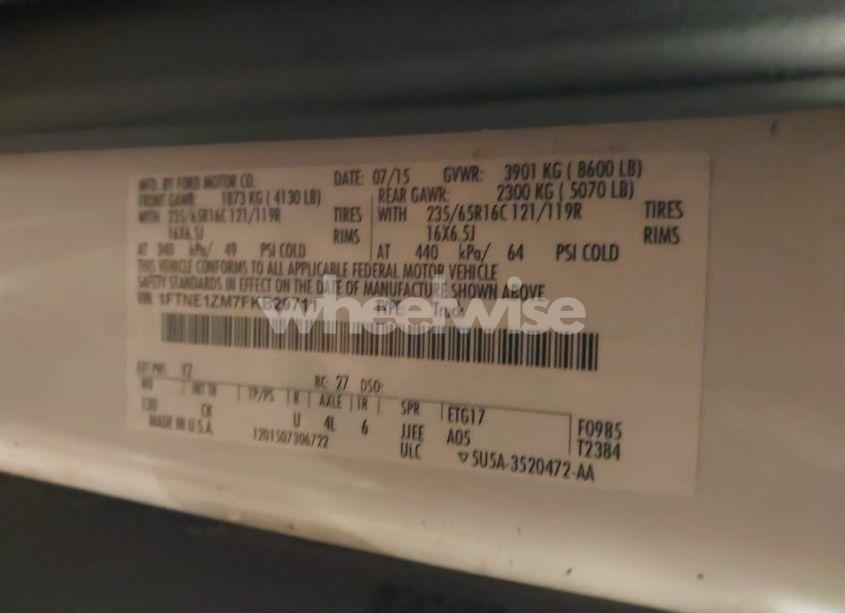 MFD. BY FORD MOTOR CO. DATE: 07/15 GVWR: 3901 KG ( 8600 LB)
FRONT GAWR: 1873 KG ( 4130 LB) REAR GAWR: 2300 KG ( 5070 LB)
WITH 235/65R16C 121/119R TIRES WITH 235/65R16C 121/119R TIRES
16X6.5J RIMS 16X6.5J RIMS
AT 340 kPa/ 49 PSI COLD AT 440 kPa/ 64 PSI COLD
THIS VEHICLE CONFORMS TO ALL APPLICABLE FEDERAL MOTOR VEHICLE
SAFETY STANDARDS IN EFFECT ON THE DATE OF MANUFACTURE SHOWN ABOVE.
VIN: TYPE: Truck
wheelwise
EXT PNT: YZ RC: 27 DSO:
WB INT TR TP/PS R AXLE TR SPR ETG17
130 CK U 4L 6 JJEE A05 F0985
MADE IN U.S.A. 1201507306722 ULC ▽5U5A-3520472-AA T23B4